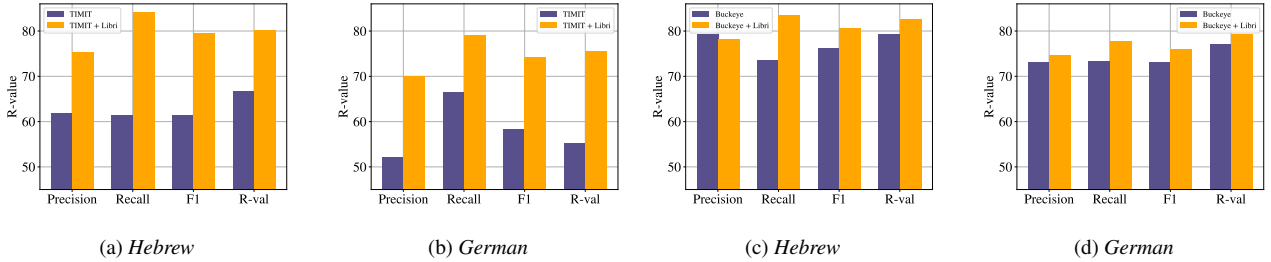 R-value
80
70
60
50
TIMIT
TIMIT + Libri
Precision Recall F1 R-val
(a) Hebrew
R-value
80
70
60
50
TIMIT
TIMIT + Libri
Precision Recall F1 R-val
(b) German
R-value
80
70
60
50
Buckeye
Buckeye + Libri
Precision Recall F1 R-val
(c) Hebrew
R-value
80
70
60
50
Buckeye
Buckeye + Libri
Precision Recall F1 R-val
(d) German